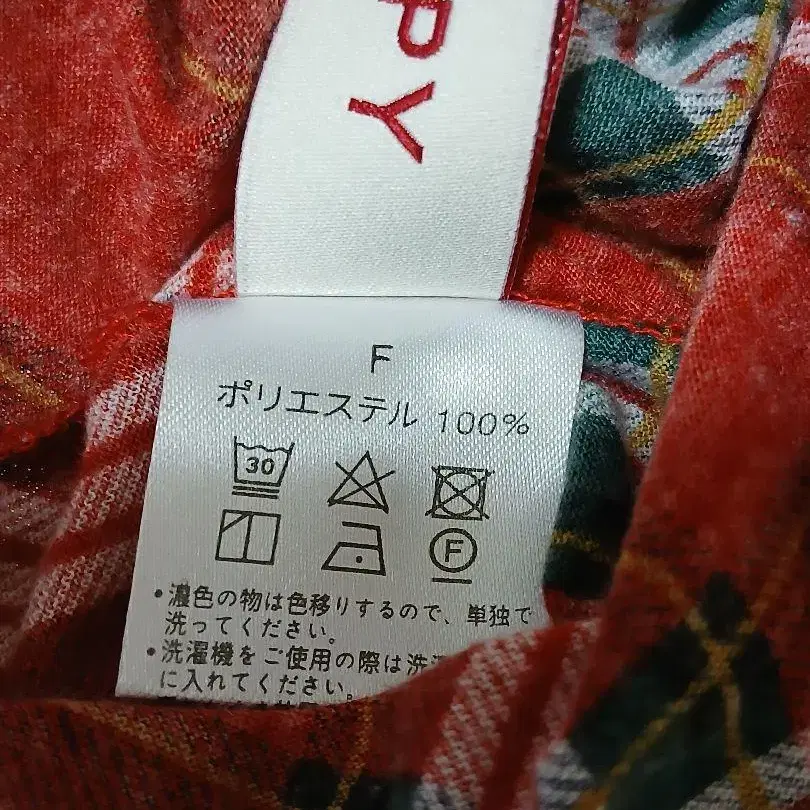 PY
F
ポリエステル 100%
30
F
・濃色の物は色移りするので、単独で
洗ってください。
・洗濯機をご使用の際は洗
に入れてください。